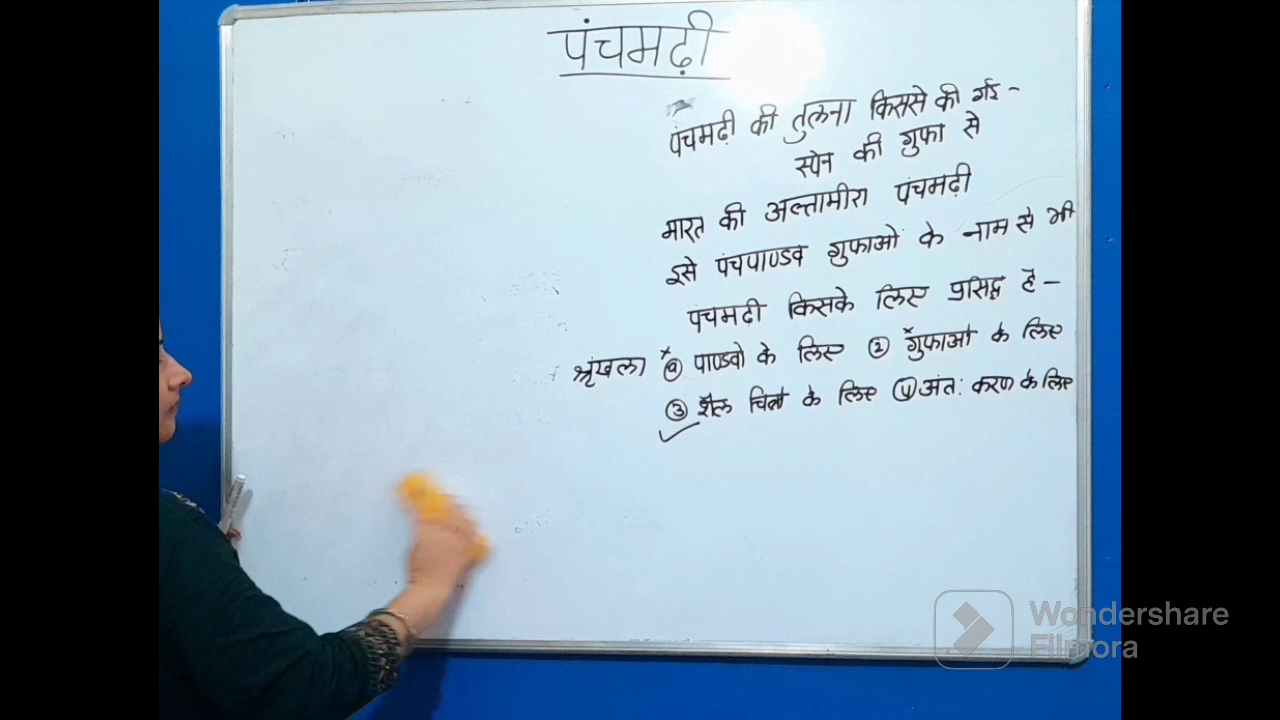 पंचमढ़ी
पंचमढ़ी की तुलना किससे की गई -
स्पेन की गुफा से
भारत की अल्तामीरा पंचमढ़ी
इसे पंचपाण्डव गुफाओं के नाम से भी
पंचमढ़ी किसके लिए प्रसिद्ध है -
श्रृंखला × ⓐ पाण्डवो के लिए ② × गुफाओं के लिए
③ शैल चित्रो के लिए ④ अंत: करण के लिए
✓
Wondershare
Filmora